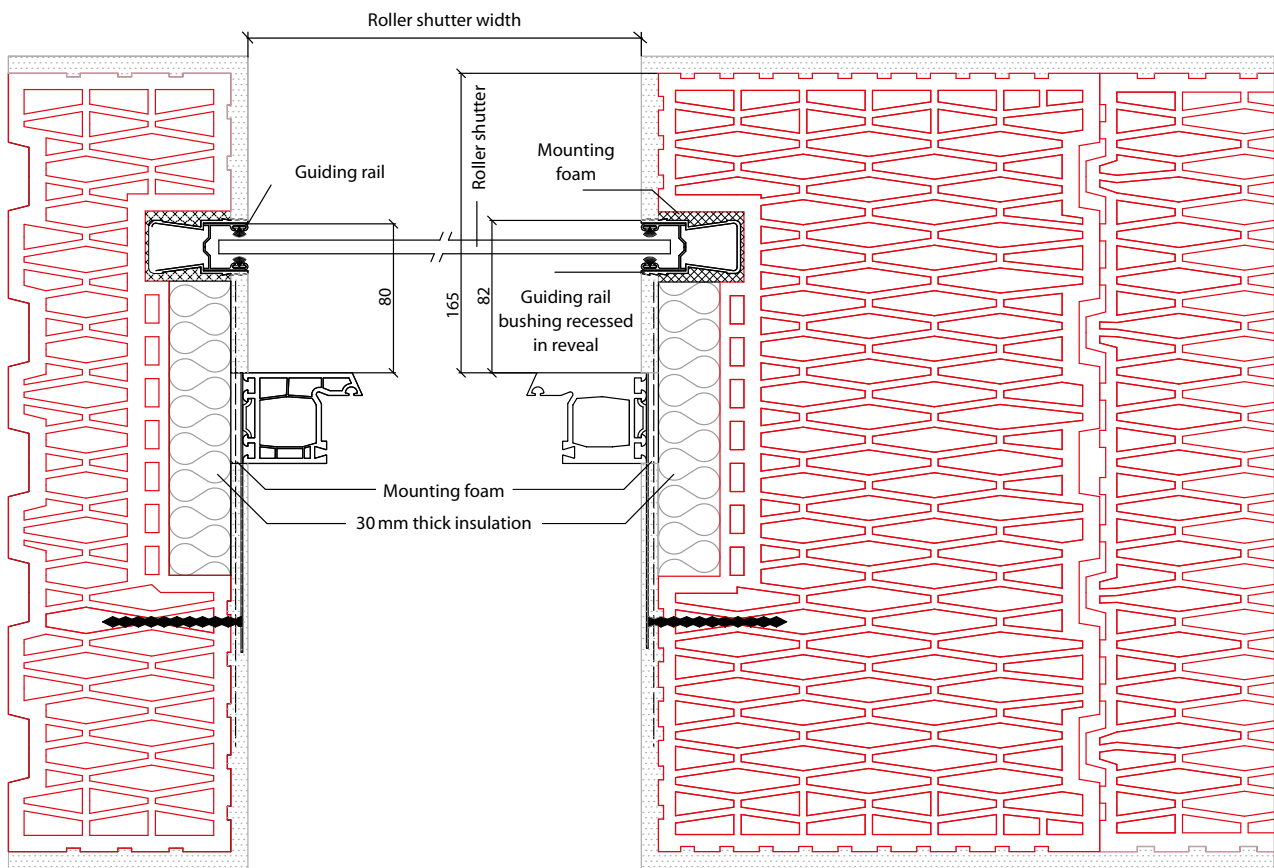 Roller shutter width
Roller shutter
Mounting
foam
Guiding rail
80
165
82
Guiding rail
bushing recessed
in reveal
Mounting foam
30 mm thick insulation